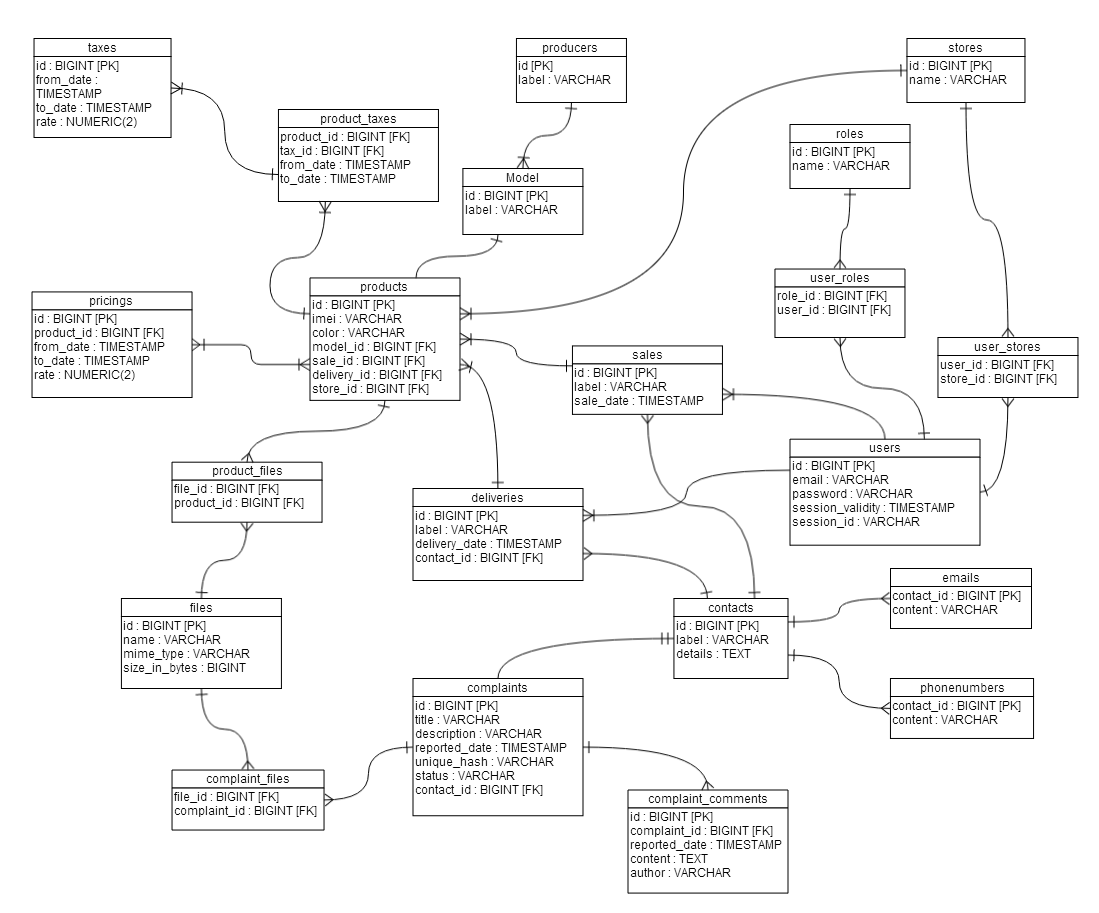 taxes
id : BIGINT [PK]
from_date :
TIMESTAMP
to_date : TIMESTAMP
rate : NUMERIC(2)
producers
id [PK]
label : VARCHAR
stores
id : BIGINT [PK]
name : VARCHAR
product_taxes
product_id : BIGINT [FK]
tax_id : BIGINT [FK]
from_date : TIMESTAMP
to_date : TIMESTAMP
roles
id : BIGINT [PK]
name : VARCHAR
Model
id : BIGINT [PK]
label : VARCHAR
user_roles
role_id : BIGINT [FK]
user_id : BIGINT [FK]
products
id : BIGINT [PK]
imei : VARCHAR
color : VARCHAR
model_id : BIGINT [FK]
sale_id : BIGINT [FK]
delivery_id : BIGINT [FK]
store_id : BIGINT [FK]
pricings
id : BIGINT [PK]
product_id : BIGINT [FK]
from_date : TIMESTAMP
to_date : TIMESTAMP
rate : NUMERIC(2)
user_stores
user_id : BIGINT [FK]
store_id : BIGINT [FK]
sales
id : BIGINT [PK]
label : VARCHAR
sale_date : TIMESTAMP
users
id : BIGINT [PK]
email : VARCHAR
password : VARCHAR
session_validity : TIMESTAMP
session_id : VARCHAR
product_files
file_id : BIGINT [FK]
product_id : BIGINT [FK]
deliveries
id : BIGINT [PK]
label : VARCHAR
delivery_date : TIMESTAMP
contact_id : BIGINT [FK]
emails
contact_id : BIGINT [PK]
content : VARCHAR
files
id : BIGINT [PK]
name : VARCHAR
mime_type : VARCHAR
size_in_bytes : BIGINT
contacts
id : BIGINT [PK]
label : VARCHAR
details : TEXT
complaints
id : BIGINT [PK]
title : VARCHAR
description : VARCHAR
reported_date : TIMESTAMP
unique_hash : VARCHAR
status : VARCHAR
contact_id : BIGINT [FK]
phonenumbers
contact_id : BIGINT [PK]
content : VARCHAR
complaint_files
file_id : BIGINT [FK]
complaint_id : BIGINT [FK]
complaint_comments
id : BIGINT [PK]
complaint_id : BIGINT [FK]
reported_date : TIMESTAMP
content : TEXT
author : VARCHAR